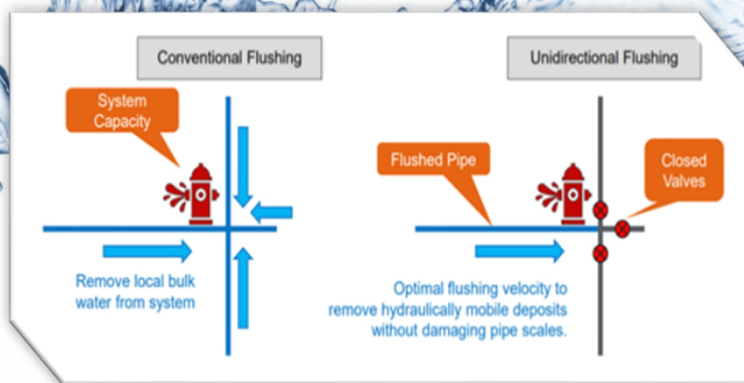 Conventional Flushing
System
Capacity
Remove local bulk
water from system
Unidirectional Flushing
Flushed Pipe
Closed
Valves
Optimal flushing velocity to
remove hydraulically mobile deposits
without damaging pipe scales.